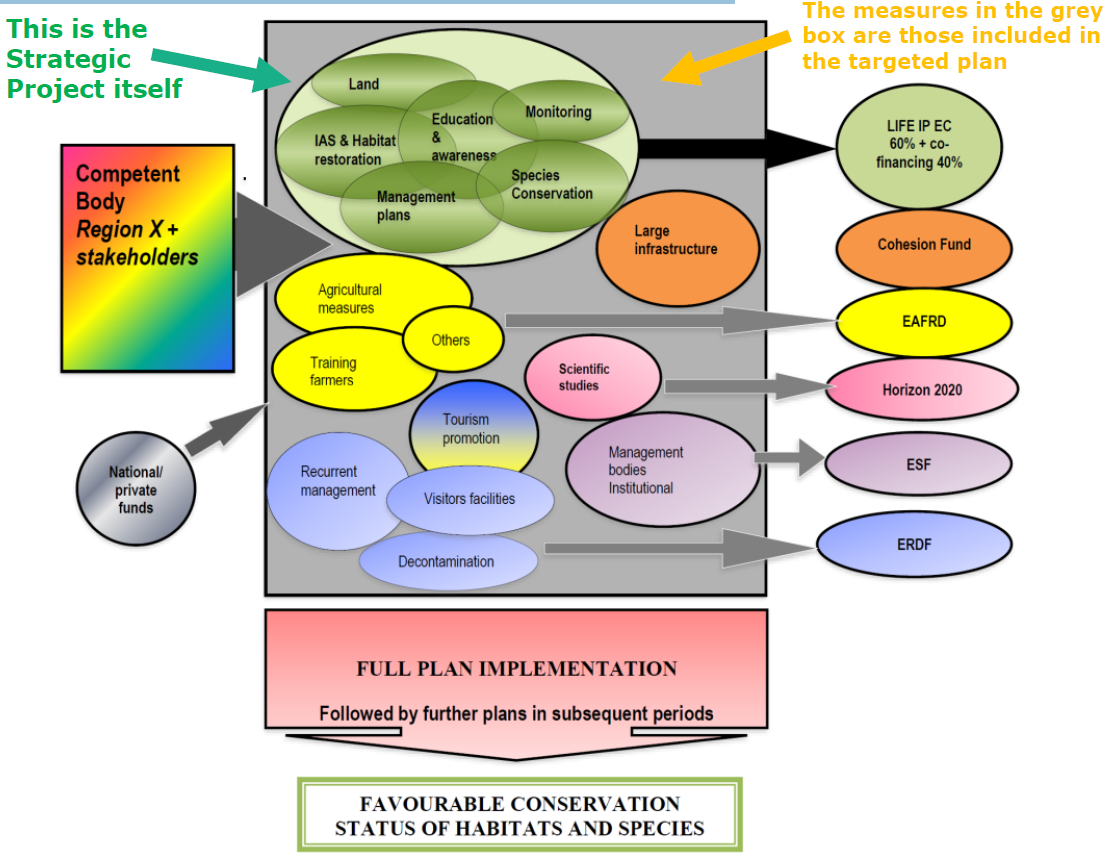 This is the
Strategic
Project itself
The measures in the grey
box are those included in
the targeted plan
Land
Education
&
awareness
Monitoring
IAS & Habitat
restoration
Species
Conservation
Management
plans
LIFE IP EC
60% + co-
financing 40%
Competent
Body
Region X +
stakeholders
.
Large
infrastructure
Cohesion Fund
Agricultural
measures
Others
EAFRD
Training
farmers
Scientific
studies
Horizon 2020
Tourism
promotion
Management
bodies
Institutional
ESF
National/
private
funds
Recurrent
management
Visitors facilities
Decontamination
ERDF
FULL PLAN IMPLEMENTATION
Followed by further plans in subsequent periods
FAVOURABLE CONSERVATION
STATUS OF HABITATS AND SPECIES